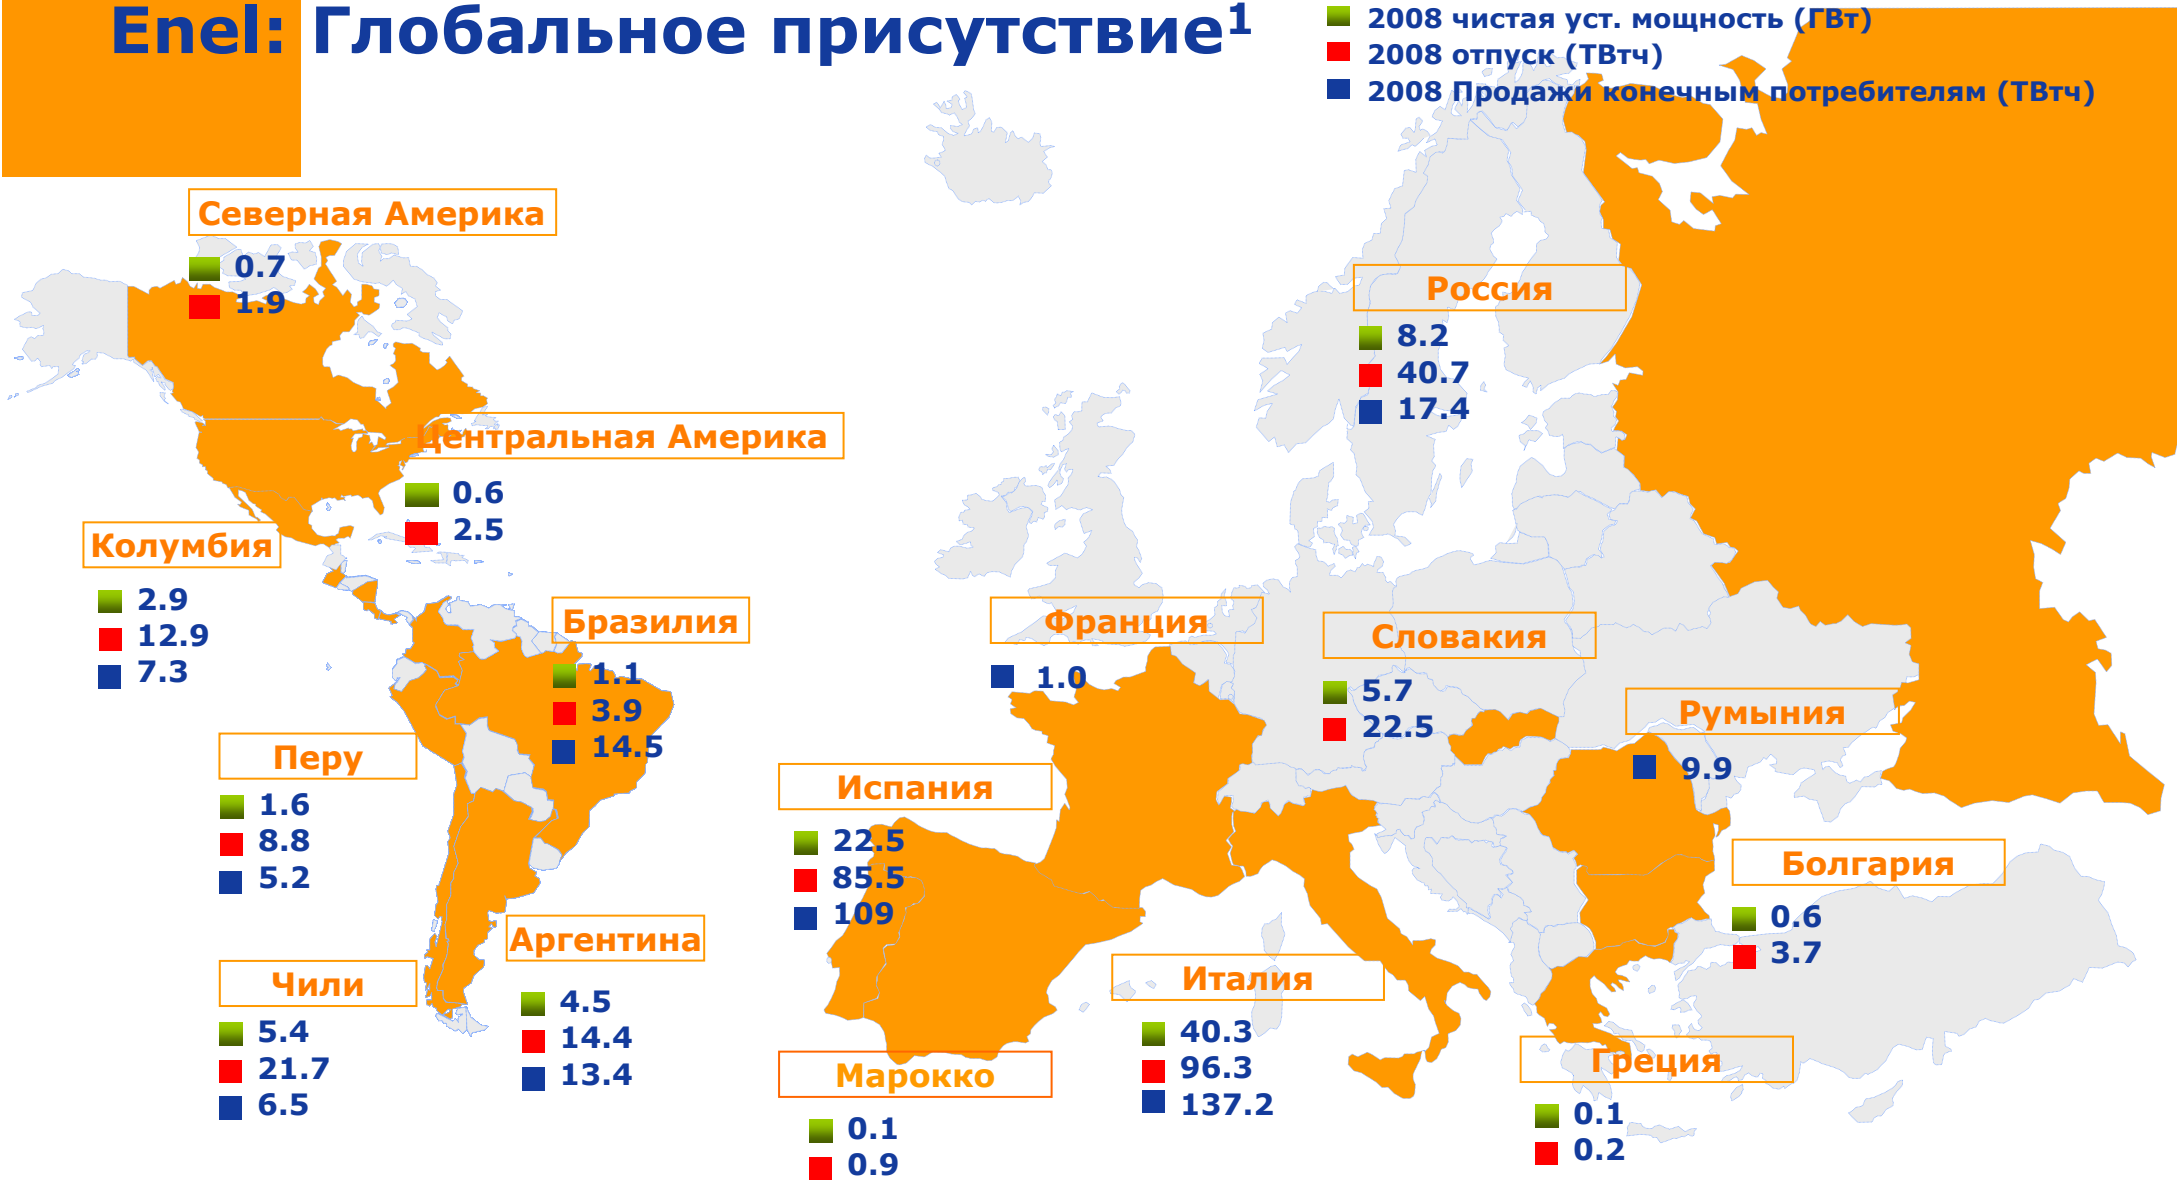 Enel: Глобальное присутствие¹
2008 чистая уст. мощность (ГВт)
2008 отпуск (ТВтч)
2008 Продажи конечным потребителям (ТВтч)
Северная Америка
0.7
1.9
Центральная Америка
0.6
2.5
Колумбия
2.9
12.9
7.3
Бразилия
1.1
3.9
14.5
Перу
1.6
8.8
5.2
Аргентина
4.5
14.4
13.4
Чили
5.4
21.7
6.5
Россия
8.2
40.7
17.4
Франция
1.0
Словакия
5.7
22.5
Румыния
9.9
Испания
22.5
85.5
109
Болгария
0.6
3.7
Италия
40.3
96.3
137.2
Марокко
0.1
0.9
Греция
0.1
0.2